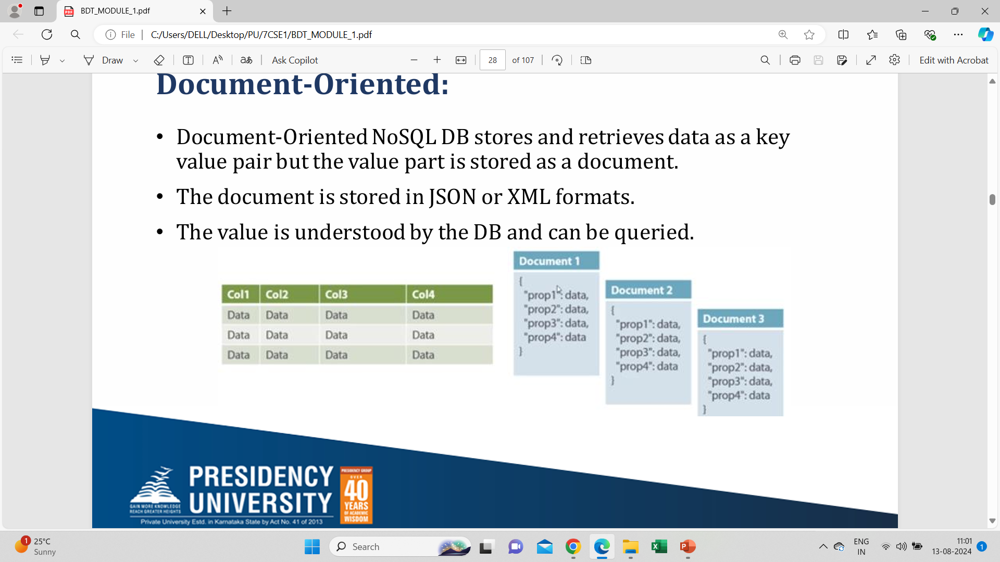 BDT_MODULE_1.pdf
File
C:/Users/DELL/Desktop/PU/7CSE1/BDT_MODULE_1.pdf
Draw
aあ
Ask Copilot
28 of 107
Edit with Acrobat
Document-Oriented:
• Document-Oriented NoSQL DB stores and retrieves data as a key
value pair but the value part is stored as a document.
• The document is stored in JSON or XML formats.
• The value is understood by the DB and can be queried.
Col1 Col2 Col3 Col4
Data Data Data Data
Data Data Data Data
Data Data Data Data
Document 1
{
"prop1": data,
"prop2": data,
"prop3": data,
"prop4": data
}
Document 2
{
"prop1": data,
"prop2": data,
"prop3": data,
"prop4": data
}
Document 3
{
"prop1": data,
"prop2": data,
"prop3": data,
"prop4": data
}
GAIN MORE KNOWLEDGE
REACH GREATER HEIGHTS
PRESIDENCY
UNIVERSITY
Private University Estd. in Karnataka State by Act No. 41 of 2013
PRESIDENCY GROUP
OVER
40
YEARS
OF ACADEMIC
WISDOM
1
25°C
Sunny
Search
ENG
IN
11:01
13-08-2024
1